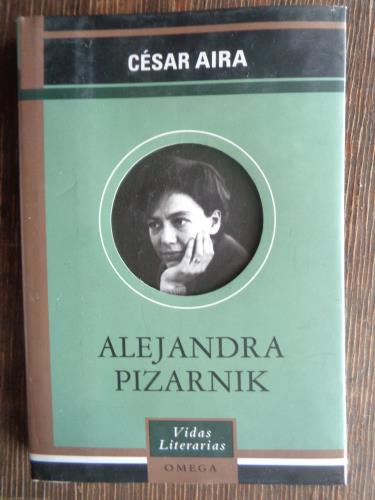 CÉSAR AIRA
ALEJANDRA
PIZARNIK
Vidas
Literarias
OMEGA